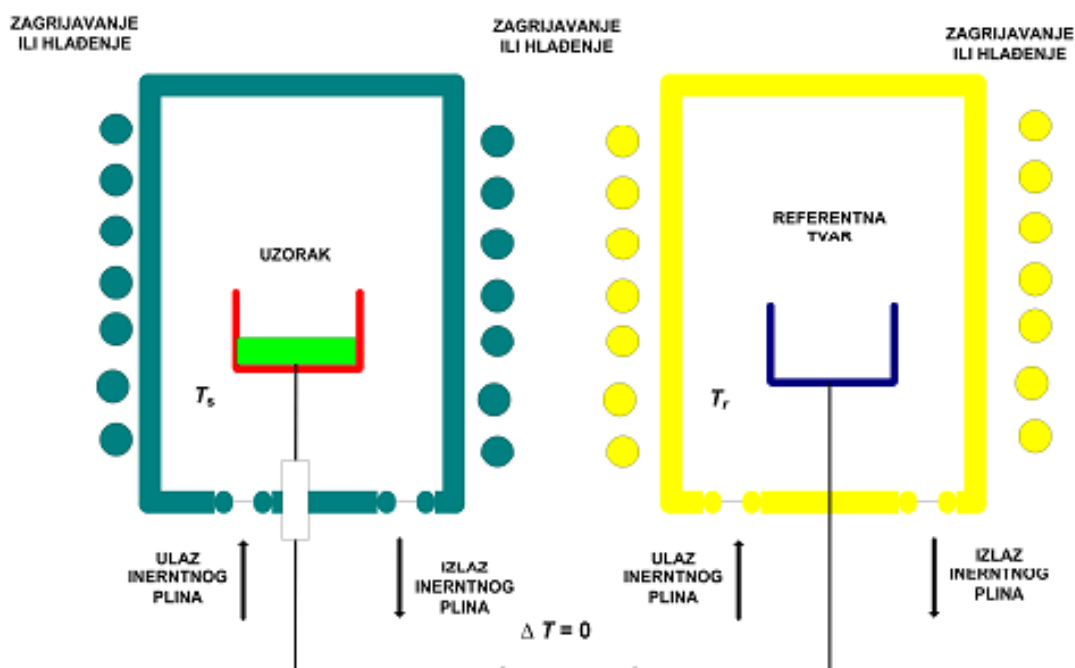 ZAGRIJAVANJE
ILI HLAĐENJE
ZAGRIJAVANJE
ILI HLAĐENJE
ZAGRIJAVANJE
ILI HLAĐENJE
UZORAK
REFERENTNA
TVAR
Ts
Tr
ULAZ
INERNTNOG
PLINA
IZLAZ
INERNTNOG
PLINA
ULAZ
INERNTNOG
PLINA
IZLAZ
INERNTNOG
PLINA
Δ T = 0